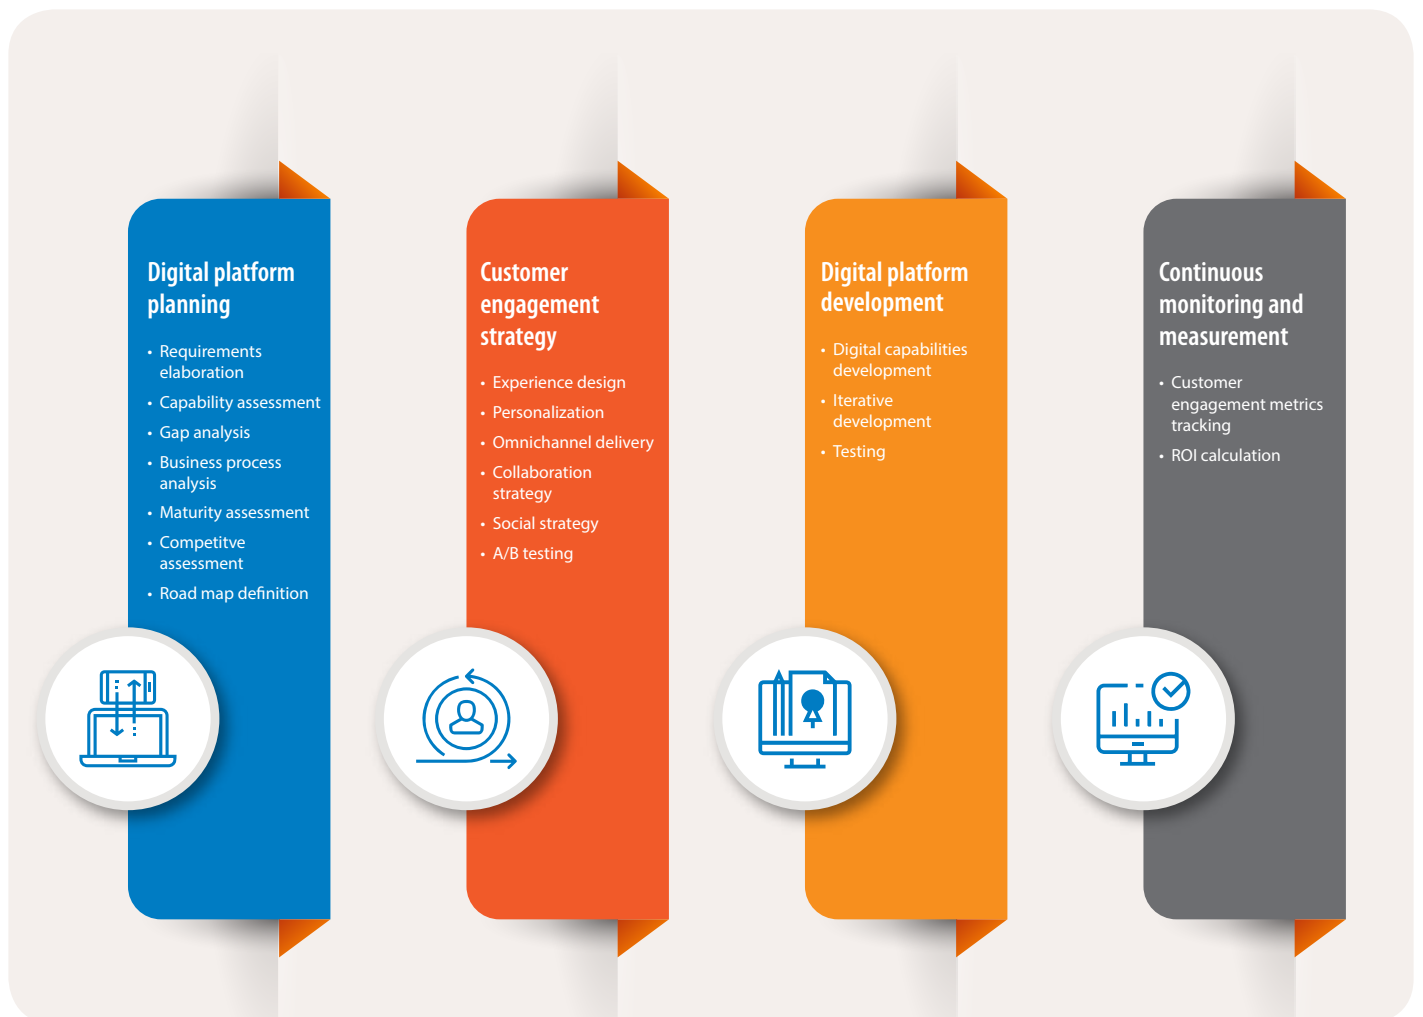 Digital platform
planning
• Requirements
elaboration
• Capability assessment
• Gap analysis
• Business process
analysis
• Maturity assessment
• Competitve
assessment
• Road map definition
Customer
engagement
strategy
• Experience design
• Personalization
• Omnichannel delivery
• Collaboration
strategy
• Social strategy
• A/B testing
Digital platform
development
• Digital capabilities
development
• Iterative
development
• Testing
Continuous
monitoring and
measurement
• Customer
engagement metrics
tracking
• ROI calculation